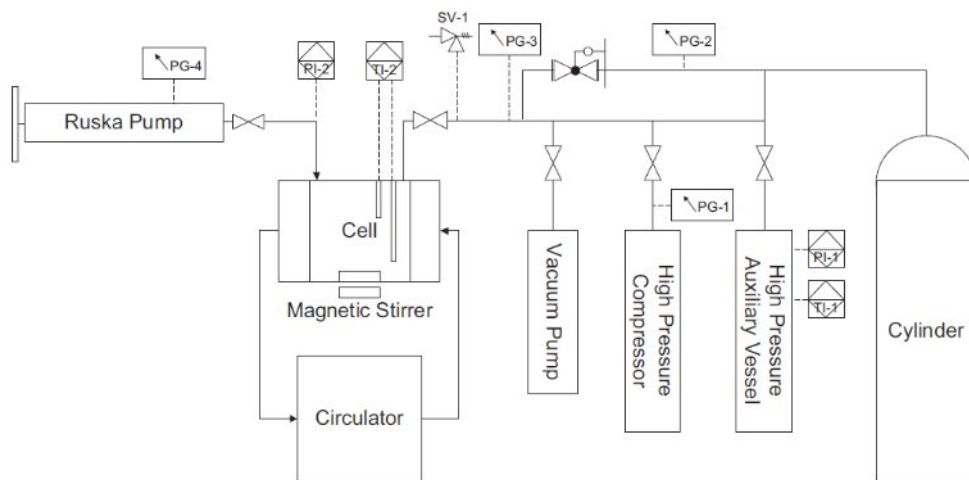 SV-1
PG-4
PI-2
TI-2
PG-3
PG-2
Ruska Pump
Cell
PG-1
Magnetic Stirrer
Vacuum Pump
High Pressure
Compressor
High Pressure
Auxiliary Vessel
PI-1
TI-1
Cylinder
Circulator